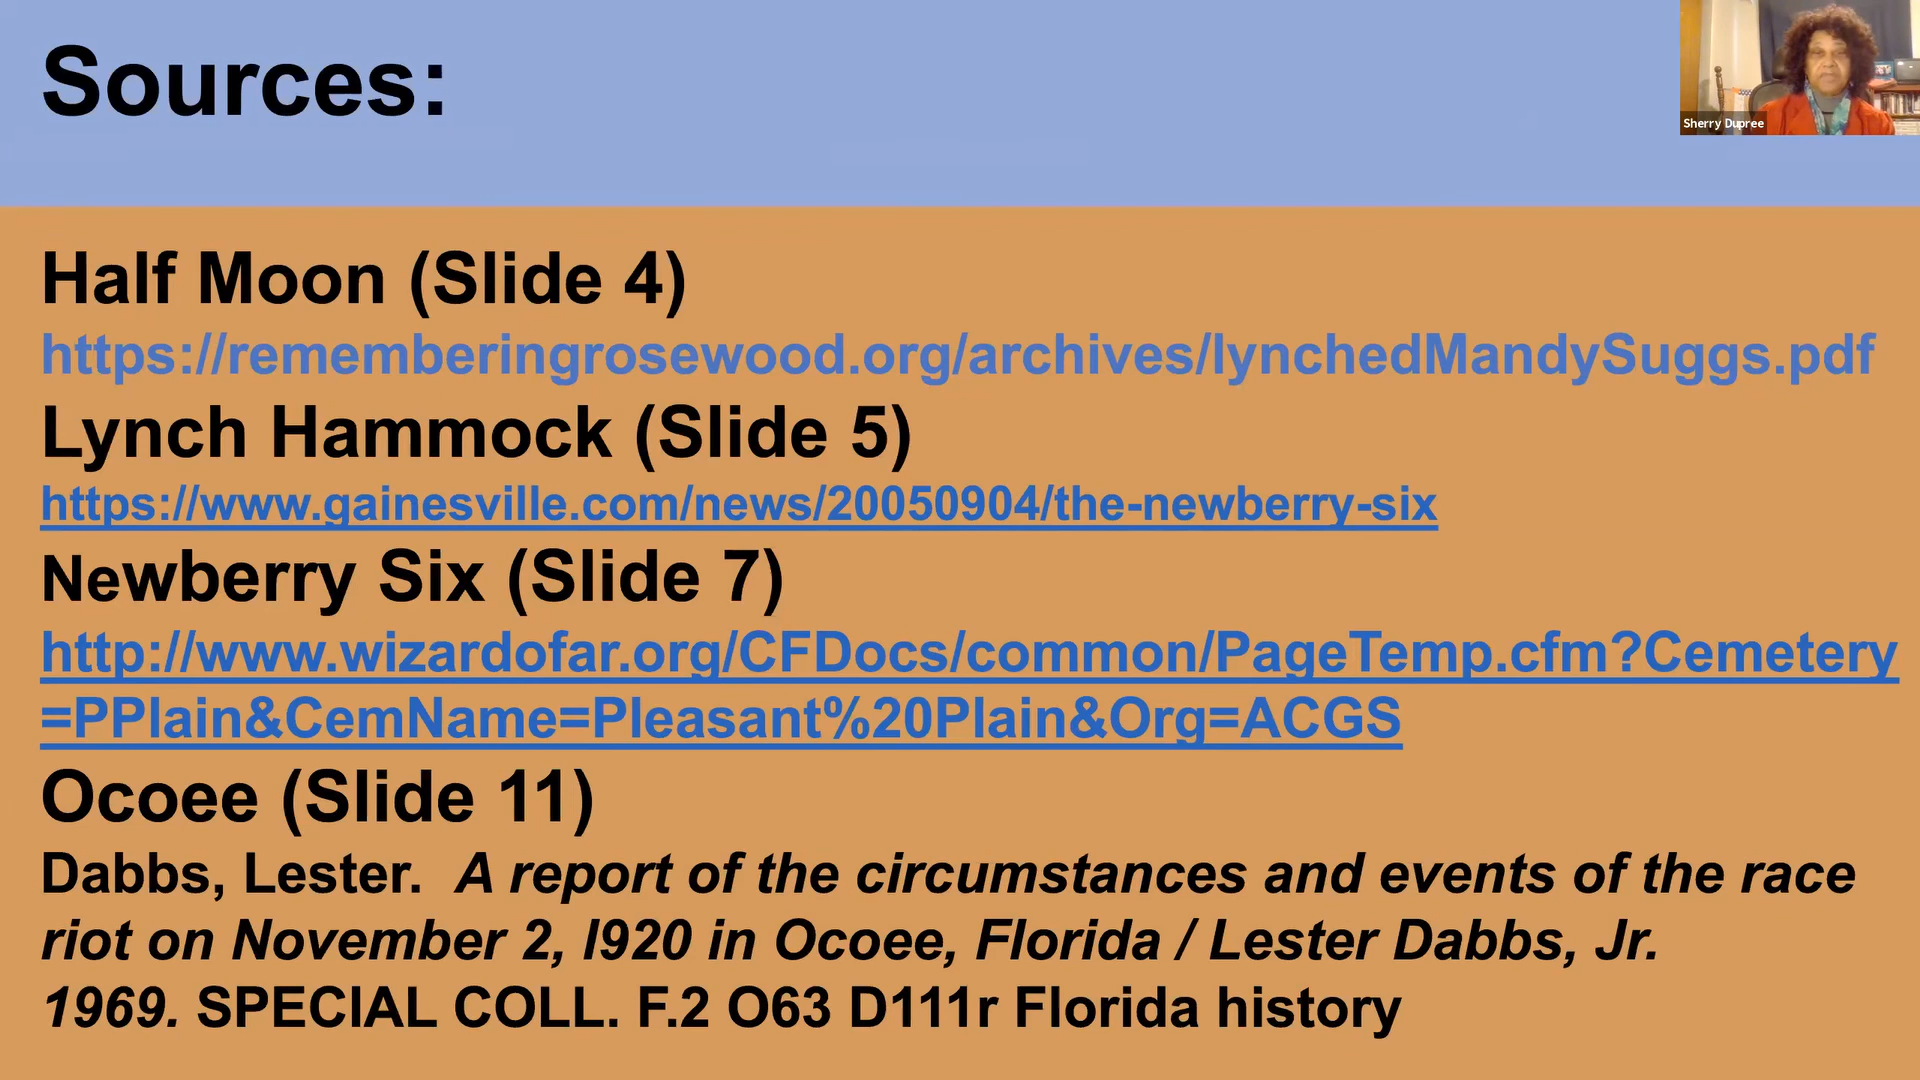 Sources:
Sherry Dupree
Half Moon (Slide 4)
https://rememberingrosewood.org/archives/lynchedMandySuggs.pdf
Lynch Hammock (Slide 5)
https://www.gainesville.com/news/20050904/the-newberry-six
Newberry Six (Slide 7)
http://www.wizardofar.org/CFDocs/common/PageTemp.cfm?Cemetery
=PPlain&CemName=Pleasant%20Plain&Org=ACGS
Ocoee (Slide 11)
Dabbs, Lester.  A report of the circumstances and events of the race
riot on November 2, l920 in Ocoee, Florida / Lester Dabbs, Jr.
1969. SPECIAL COLL. F.2 O63 D111r Florida history